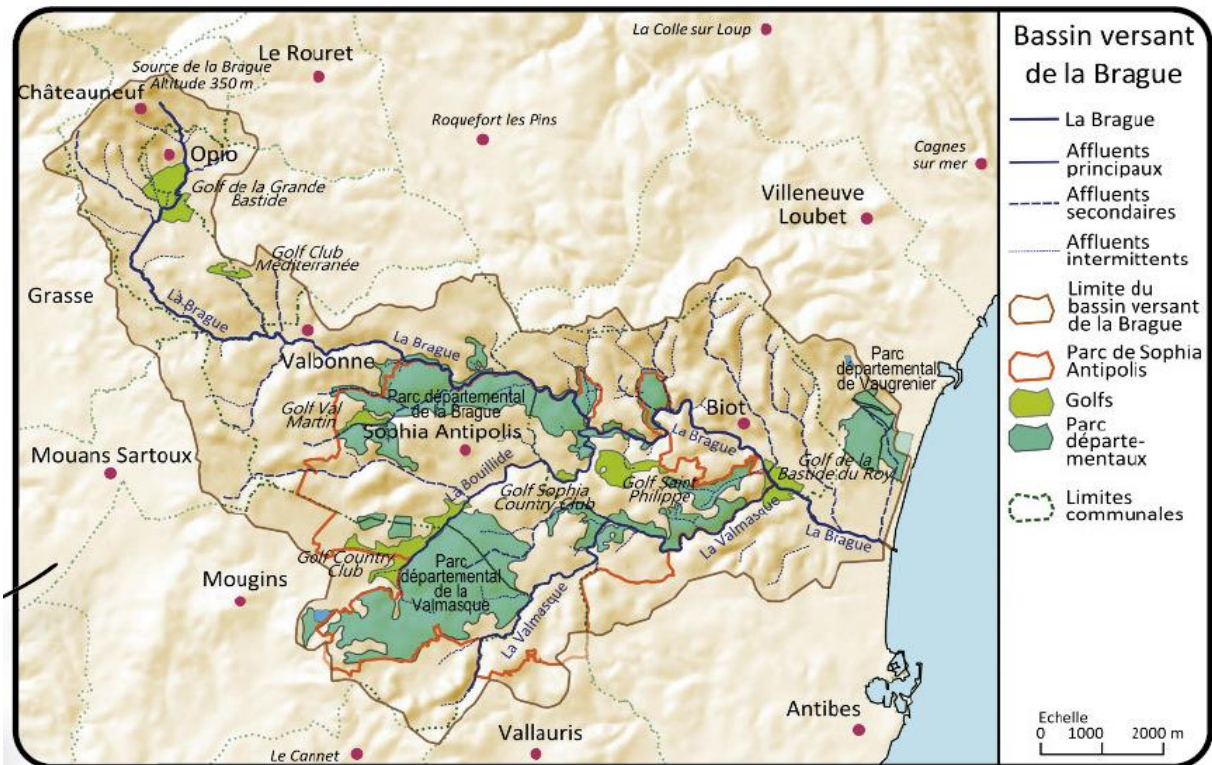 Bassin versant
de la Brague
La Brague
Affluents
principaux
Affluents
secondaires
Affluents
intermittents
Limite du
bassin versant
de la Brague
Parc de Sophia
Antipolis
Golfs
Parc
départe-
mentaux
Limites
communales
Echelle
0 1000 2000 m
La Colle sur Loup
Le Rouret
Source de la Brague
Altitude 350 m
Châteauneuf
Roquefort les Pins
Cagnes
sur mer
Opio
Golf de la Grande
Bastide
Villeneuve
Loubet
Golf Club
Méditerranée
Grasse
La Brague
Valbonne
La Brague
Parc
départemental
de Vaugrenier
Parc départemental
de la Brague
Golf Val
Martin
Biot
La Brague
Sophia Antipolis
Mouans Sartoux
La Bouillide
Golf Sophia
Country Club
Golf Saint
Philippe
Golf de la
Bastide du Roy
La Valmasque
La Brague
Golf Country
Club
Parc
départemental
de la
Valmasque
Mougins
La Valmasque
Antibes
Vallauris
Le Cannet